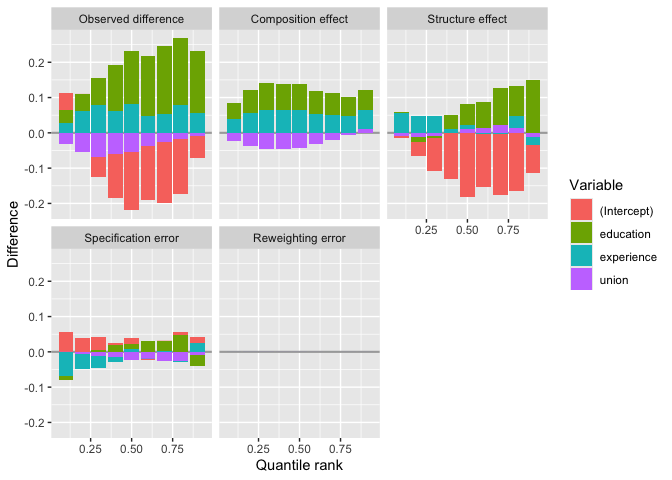 Observed difference
Composition effect
Structure effect
0.2
0.1
0.0
-0.1
-0.2
0.25 0.50 0.75
Specification error
Reweighting error
0.2
0.1
0.0
-0.1
-0.2
0.25 0.50 0.75
0.25 0.50 0.75
Difference
Quantile rank
Variable
(Intercept)
education
experience
union